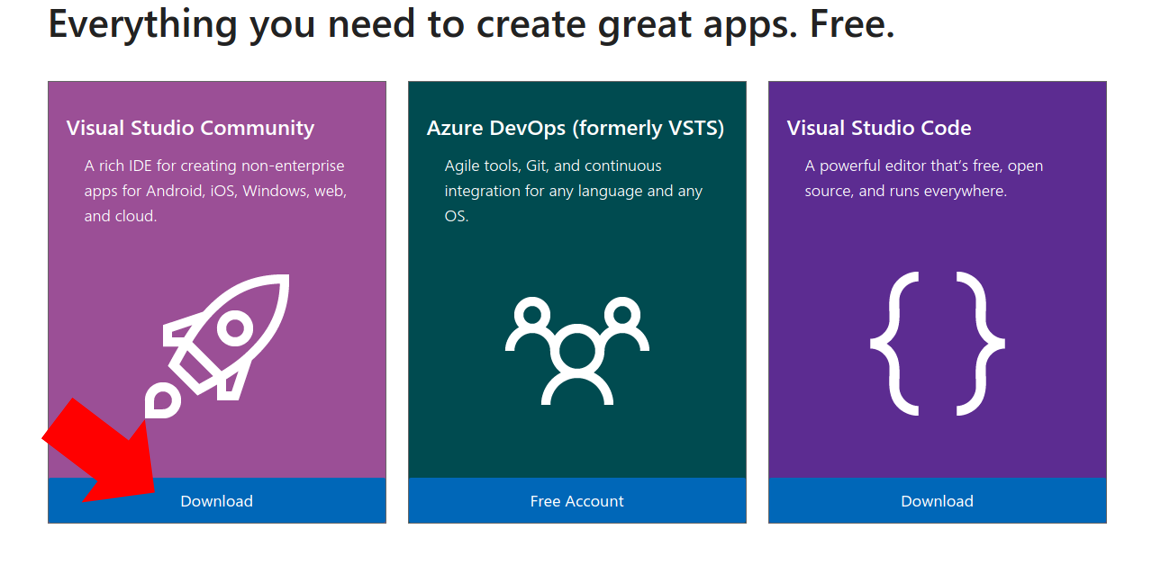 Everything you need to create great apps. Free.
Visual Studio Community
A rich IDE for creating non-enterprise
apps for Android, iOS, Windows, web,
and cloud.
Download
Azure DevOps (formerly VSTS)
Agile tools, Git, and continuous
integration for any language and any
OS.
Free Account
Visual Studio Code
A powerful editor that’s free, open
source, and runs everywhere.
Download